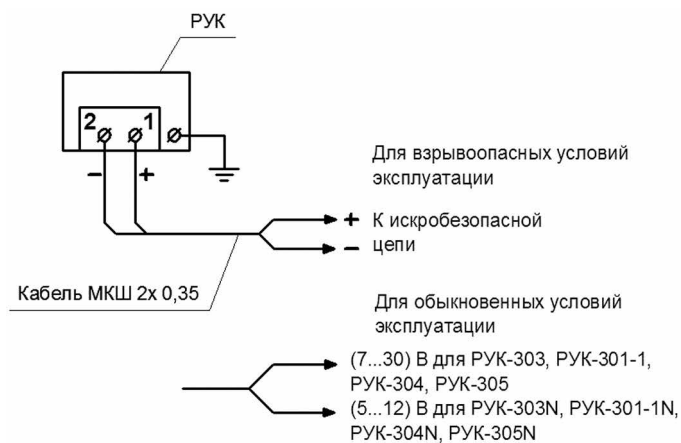 РУК
2 1
– +
Для взрывоопасных условий
эксплуатации
+ К искробезопасной
– цепи
Кабель МКШ 2х 0,35
Для обыкновенных условий
эксплуатации
(7...30) В для РУК-303, РУК-301-1,
РУК-304, РУК-305
(5...12) В для РУК-303N, РУК-301-1N,
РУК-304N, РУК-305N